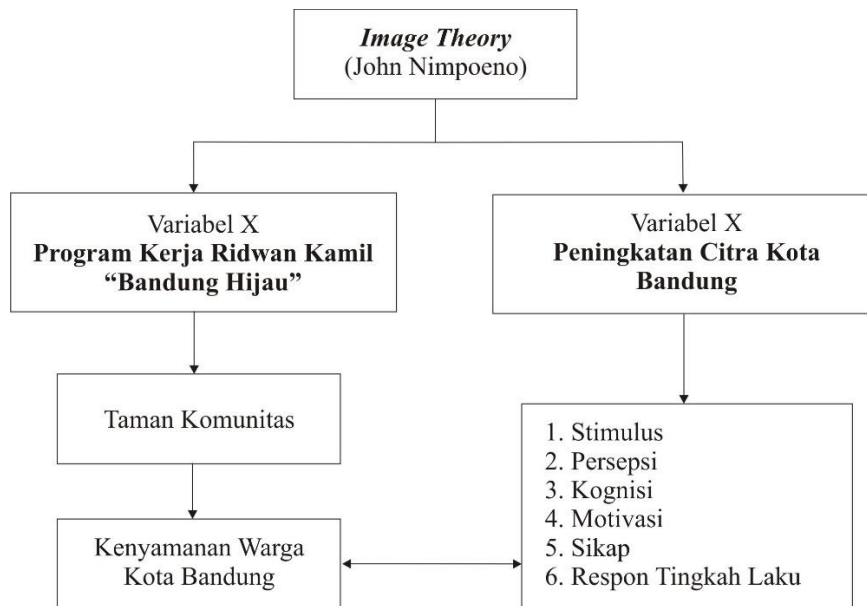 Image Theory
(John Nimpoeno)
Variabel X
Program Kerja Ridwan Kamil
“Bandung Hijau”
Variabel X
Peningkatan Citra Kota
Bandung
Taman Komunitas
Kenyamanan Warga
Kota Bandung
1. Stimulus
2. Persepsi
3. Kognisi
4. Motivasi
5. Sikap
6. Respon Tingkah Laku